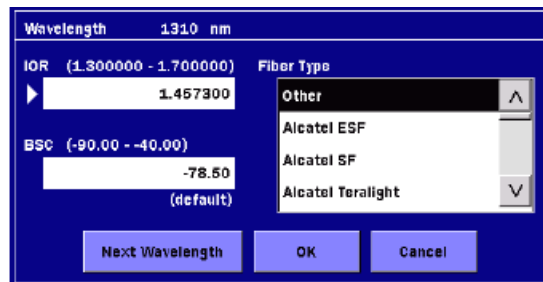 Wavelength 1310 nm
IOR (1.300000 - 1.700000)
1.457300
BSC (-90.00 - -40.00)
-78.50
(default)
Fiber Type
Other
Alcatel ESF
Alcatel SF
Alcatel Teralight
Next Wavelength
OK
Cancel